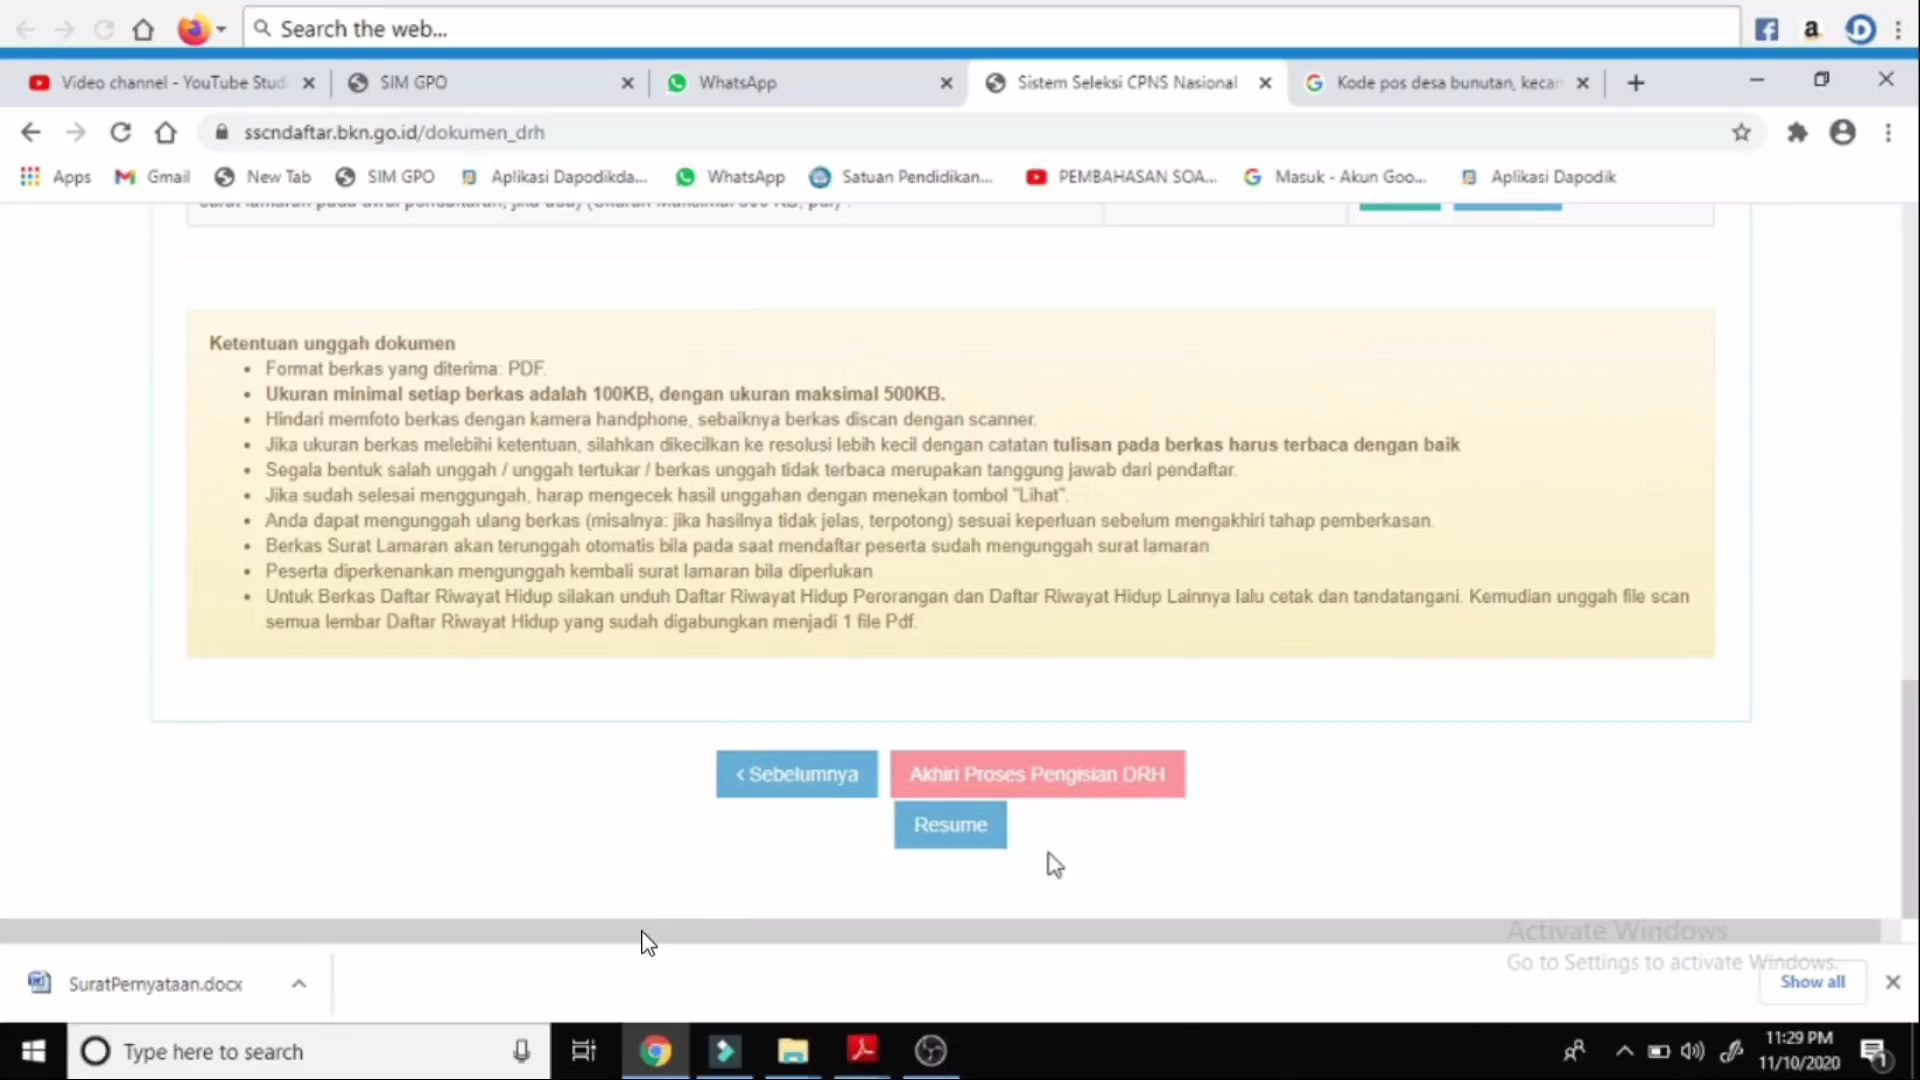 Search the web...
Video channel - YouTube Studi
SIM GPO
WhatsApp
Sistem Seleksi CPNS Nasional
Kode pos desa bunutan, kecam
sscndaftar.bkn.go.id/dokumen_drh
Apps
Gmail
New Tab
SIM GPO
Aplikasi Dapodikda...
WhatsApp
Satuan Pendidikan...
PEMBAHASAN SOA...
Masuk - Akun Goo...
Aplikasi Dapodik
Ketentuan unggah dokumen
• Format berkas yang diterima: PDF.
• Ukuran minimal setiap berkas adalah 100KB, dengan ukuran maksimal 500KB.
• Hindari memfoto berkas dengan kamera handphone, sebaiknya berkas discan dengan scanner.
• Jika ukuran berkas melebihi ketentuan, silahkan dikecilkan ke resolusi lebih kecil dengan catatan tulisan pada berkas harus terbaca dengan baik
• Segala bentuk salah unggah / unggah tertukar / berkas unggah tidak terbaca merupakan tanggung jawab dari pendaftar.
• Jika sudah selesai menggungah, harap mengecek hasil unggahan dengan menekan tombol "Lihat".
• Anda dapat mengunggah ulang berkas (misalnya: jika hasilnya tidak jelas, terpotong) sesuai keperluan sebelum mengakhiri tahap pemberkasan.
• Berkas Surat Lamaran akan terunggah otomatis bila pada saat mendaftar peserta sudah mengunggah surat lamaran
• Peserta diperkenankan mengunggah kembali surat lamaran bila diperlukan
• Untuk Berkas Daftar Riwayat Hidup silakan unduh Daftar Riwayat Hidup Perorangan dan Daftar Riwayat Hidup Lainnya lalu cetak dan tandatangani. Kemudian unggah file scan
semua lembar Daftar Riwayat Hidup yang sudah digabungkan menjadi 1 file Pdf.
< Sebelumnya
Akhiri Proses Pengisian DRH
Resume
Activate Windows
Go to Settings to activate Windows.
SuratPernyataan.docx
Show all
Type here to search
11:29 PM
11/10/2020
1